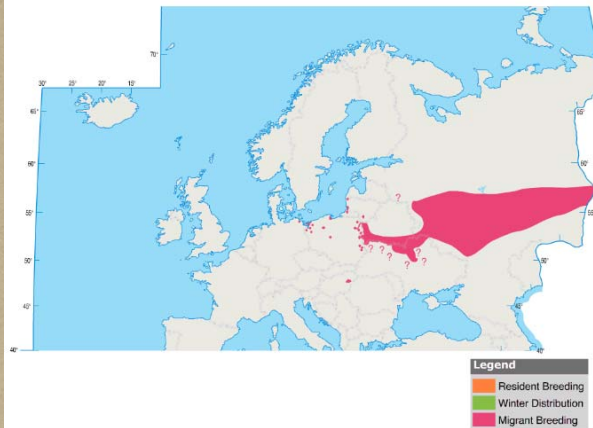 30° 25° 20° 15°
70°
65° 65°
60° 60°
55° 55°
50° 50°
45° 45°
40° 40°
?
? ? ? ? ? ?
Legend
Resident Breeding
Winter Distribution
Migrant Breeding